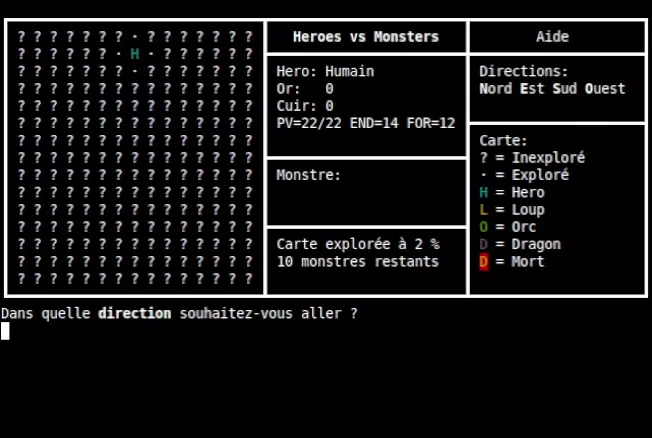 ? ? ? ? ? ? ? · ? ? ? ? ? ? ?
? ? ? ? ? ? · H · ? ? ? ? ? ?
? ? ? ? ? ? ? · ? ? ? ? ? ? ?
? ? ? ? ? ? ? ? ? ? ? ? ? ? ?
? ? ? ? ? ? ? ? ? ? ? ? ? ? ?
? ? ? ? ? ? ? ? ? ? ? ? ? ? ?
? ? ? ? ? ? ? ? ? ? ? ? ? ? ?
? ? ? ? ? ? ? ? ? ? ? ? ? ? ?
? ? ? ? ? ? ? ? ? ? ? ? ? ? ?
? ? ? ? ? ? ? ? ? ? ? ? ? ? ?
? ? ? ? ? ? ? ? ? ? ? ? ? ? ?
? ? ? ? ? ? ? ? ? ? ? ? ? ? ?
? ? ? ? ? ? ? ? ? ? ? ? ? ? ?
? ? ? ? ? ? ? ? ? ? ? ? ? ? ?
? ? ? ? ? ? ? ? ? ? ? ? ? ? ?
Heroes vs Monsters
Hero: Humain
Or: 0
Cuir: 0
PV=22/22 END=14 FOR=12
Monstre:
Carte explorée à 2 %
10 monstres restants
Aide
Directions:
Nord Est Sud Ouest
Carte:
? = Inexploré
· = Exploré
H = Hero
L = Loup
O = Orc
D = Dragon
D = Mort
Dans quelle direction souhaitez-vous aller ?